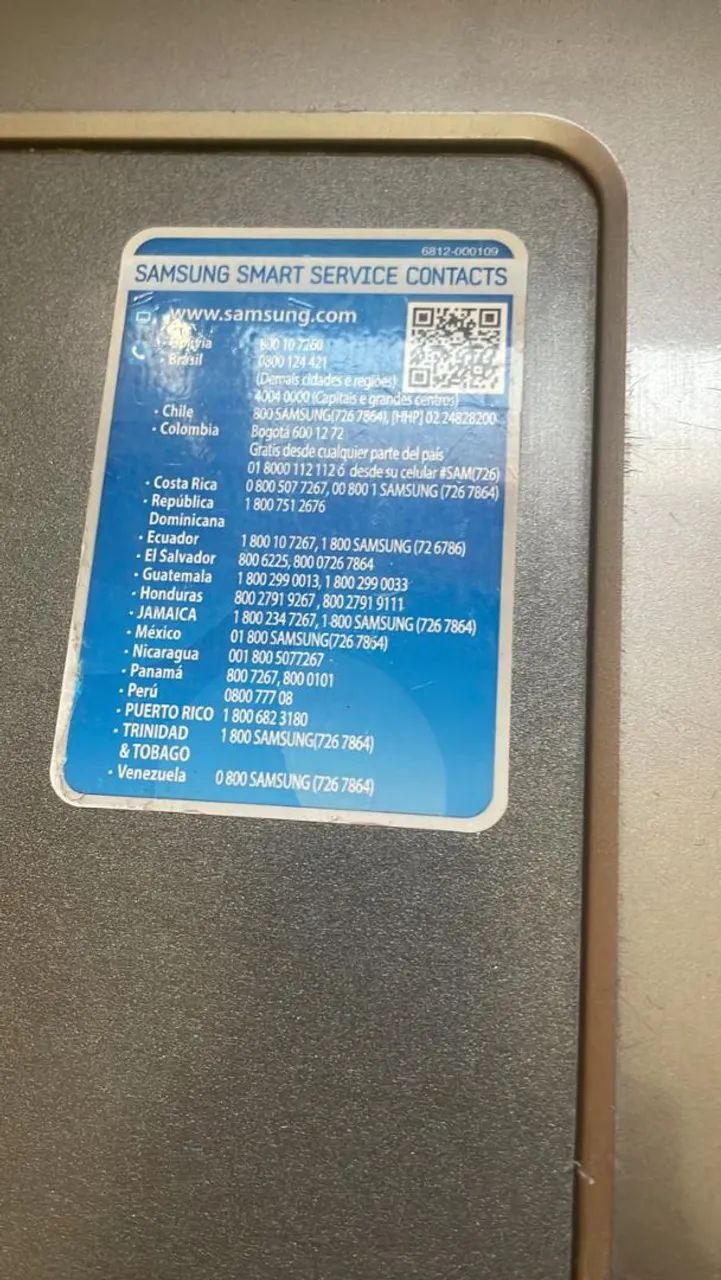 6812-000109
SAMSUNG SMART SERVICE CONTACTS
www.samsung.com
800 10 7260
· Brasil 0800 124 421
(Demais cidades e regiões)
4004 0000 (Capitais e grandes centros)
· Chile 800 SAMSUNG(726 7864), [HHP] 02 24828200
· Colombia Bogotá 600 12 72
Gratis desde cualquier parte del país
01 8000 112 112 ó desde su celular #SAM(726)
· Costa Rica 0 800 507 7267, 00 800 1 SAMSUNG (726 7864)
· República 1 800 751 2676
Dominicana
· Ecuador 1 800 10 7267, 1 800 SAMSUNG (72 6786)
· El Salvador 800 6225, 800 0726 7864
· Guatemala 1 800 299 0013, 1 800 299 0033
· Honduras 800 2791 9267 , 800 2791 9111
· JAMAICA 1 800 234 7267, 1 800 SAMSUNG (726 7864)
· México 01 800 SAMSUNG(726 7864)
· Nicaragua 001 800 5077267
· Panamá 800 7267, 800 0101
· Perú 0800 777 08
· PUERTO RICO 1 800 682 3180
· TRINIDAD 1 800 SAMSUNG(726 7864)
& TOBAGO
· Venezuela 0 800 SAMSUNG (726 7864)